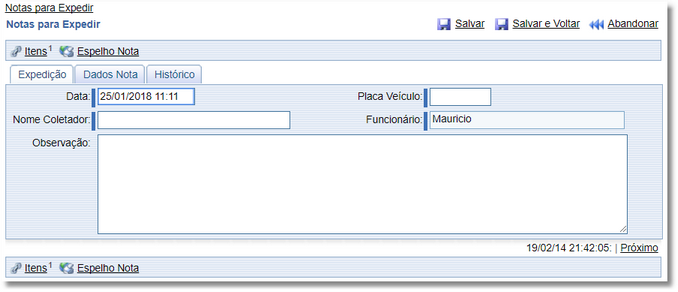 Notas para Expedir
Notas para Expedir Salvar Salvar e Voltar Abandonar
Itens 1 Espelho Nota
Expedição Dados Nota Histórico
Data: 25/01/2018 11:11 Placa Veículo:
Nome Coletador: Funcionário: Mauricio
Observação:
19/02/14 21:42:05: | Próximo
Itens 1 Espelho Nota